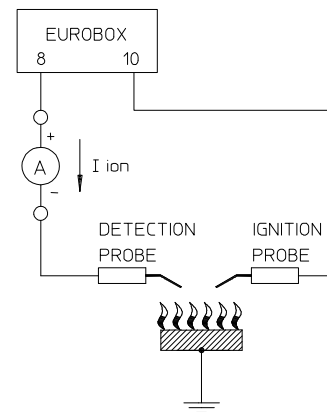 EUROBOX
8 10
+
A
I ion
-
DETECTION
PROBE
IGNITION
PROBE